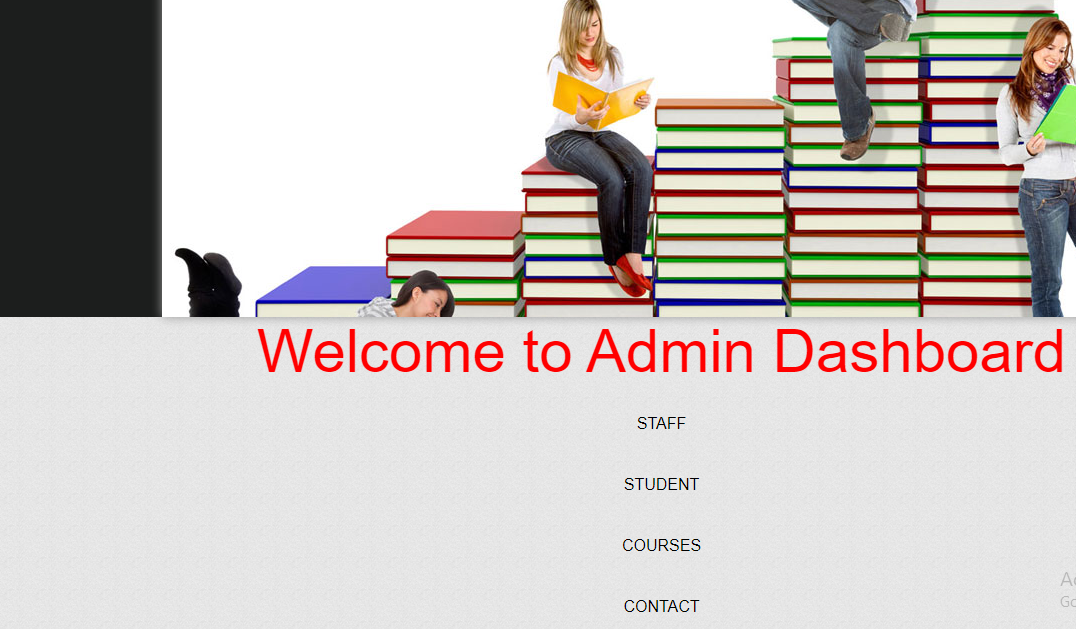 Welcome to Admin Dashboard
STAFF
STUDENT
COURSES
CONTACT